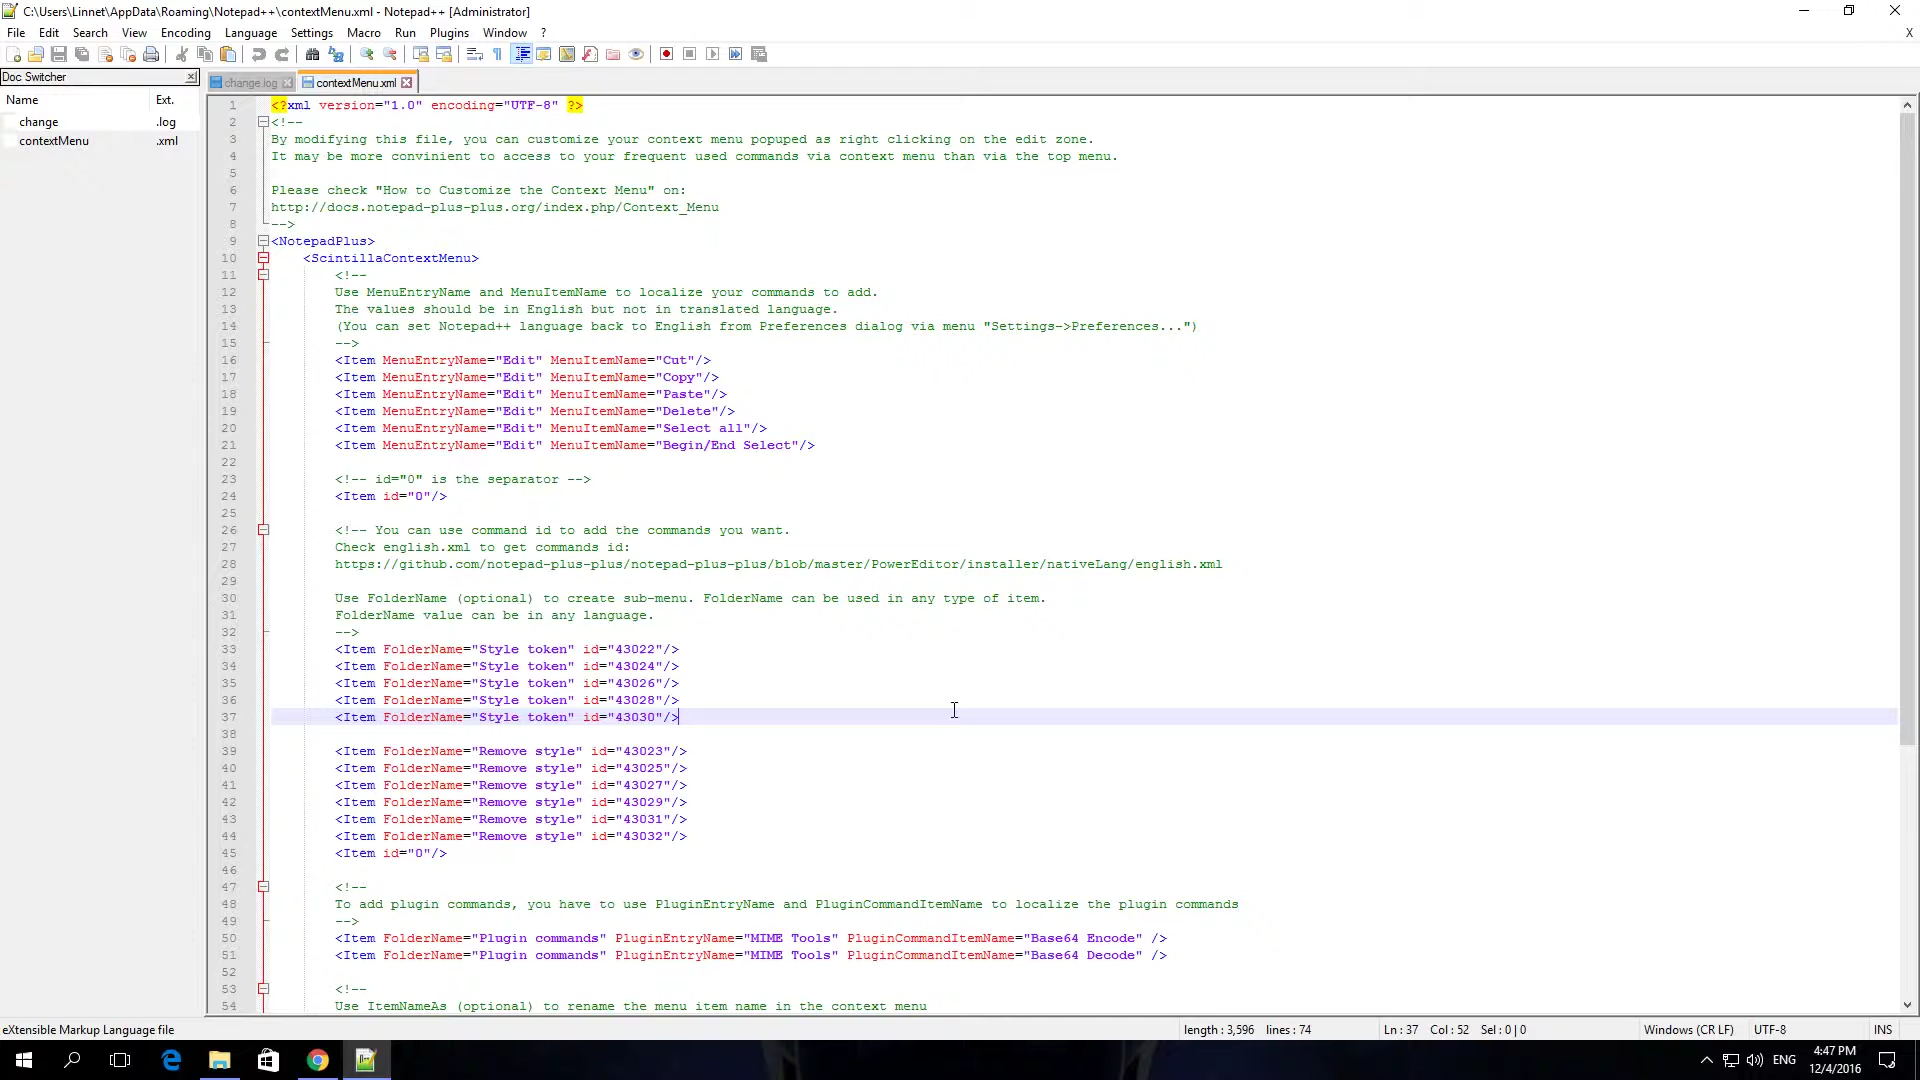 C:\Users\Linnet\AppData\Roaming\Notepad++\contextMenu.xml - Notepad++ [Administrator]
File Edit Search View Encoding Language Settings Macro Run Plugins Window ? X
Doc Switcher
change.log contextMenu.xml
Name Ext.
change .log
contextMenu .xml
1 <?xml version="1.0" encoding="UTF-8" ?>
2 <!--
3 By modifying this file, you can customize your context menu popuped as right clicking on the edit zone.
4 It may be more convinient to access to your frequent used commands via context menu than via the top menu.
5
6 Please check "How to Customize the Context Menu" on:
7 http://docs.notepad-plus-plus.org/index.php/Context_Menu
8 -->
9 <NotepadPlus>
10 <ScintillaContextMenu>
11 <!--
12 Use MenuEntryName and MenuItemName to localize your commands to add.
13 The values should be in English but not in translated language.
14 (You can set Notepad++ language back to English from Preferences dialog via menu "Settings->Preferences...")
15 -->
16 <Item MenuEntryName="Edit" MenuItemName="Cut"/>
17 <Item MenuEntryName="Edit" MenuItemName="Copy"/>
18 <Item MenuEntryName="Edit" MenuItemName="Paste"/>
19 <Item MenuEntryName="Edit" MenuItemName="Delete"/>
20 <Item MenuEntryName="Edit" MenuItemName="Select all"/>
21 <Item MenuEntryName="Edit" MenuItemName="Begin/End Select"/>
22
23 <!-- id="0" is the separator -->
24 <Item id="0"/>
25
26 <!-- You can use command id to add the commands you want.
27 Check english.xml to get commands id:
28 https://github.com/notepad-plus-plus/notepad-plus-plus/blob/master/PowerEditor/installer/nativeLang/english.xml
29
30 Use FolderName (optional) to create sub-menu. FolderName can be used in any type of item.
31 FolderName value can be in any language.
32 -->
33 <Item FolderName="Style token" id="43022"/>
34 <Item FolderName="Style token" id="43024"/>
35 <Item FolderName="Style token" id="43026"/>
36 <Item FolderName="Style token" id="43028"/>
37 <Item FolderName="Style token" id="43030"/>
38
39 <Item FolderName="Remove style" id="43023"/>
40 <Item FolderName="Remove style" id="43025"/>
41 <Item FolderName="Remove style" id="43027"/>
42 <Item FolderName="Remove style" id="43029"/>
43 <Item FolderName="Remove style" id="43031"/>
44 <Item FolderName="Remove style" id="43032"/>
45 <Item id="0"/>
46
47 <!--
48 To add plugin commands, you have to use PluginEntryName and PluginCommandItemName to localize the plugin commands
49 -->
50 <Item FolderName="Plugin commands" PluginEntryName="MIME Tools" PluginCommandItemName="Base64 Encode" />
51 <Item FolderName="Plugin commands" PluginEntryName="MIME Tools" PluginCommandItemName="Base64 Decode" />
52
53 <!--
54 Use ItemNameAs (optional) to rename the menu item name in the context menu
eXtensible Markup Language file length : 3,596 lines : 74 Ln : 37 Col : 52 Sel : 0 | 0 Windows (CR LF) UTF-8 INS
ENG 4:47 PM
12/4/2016